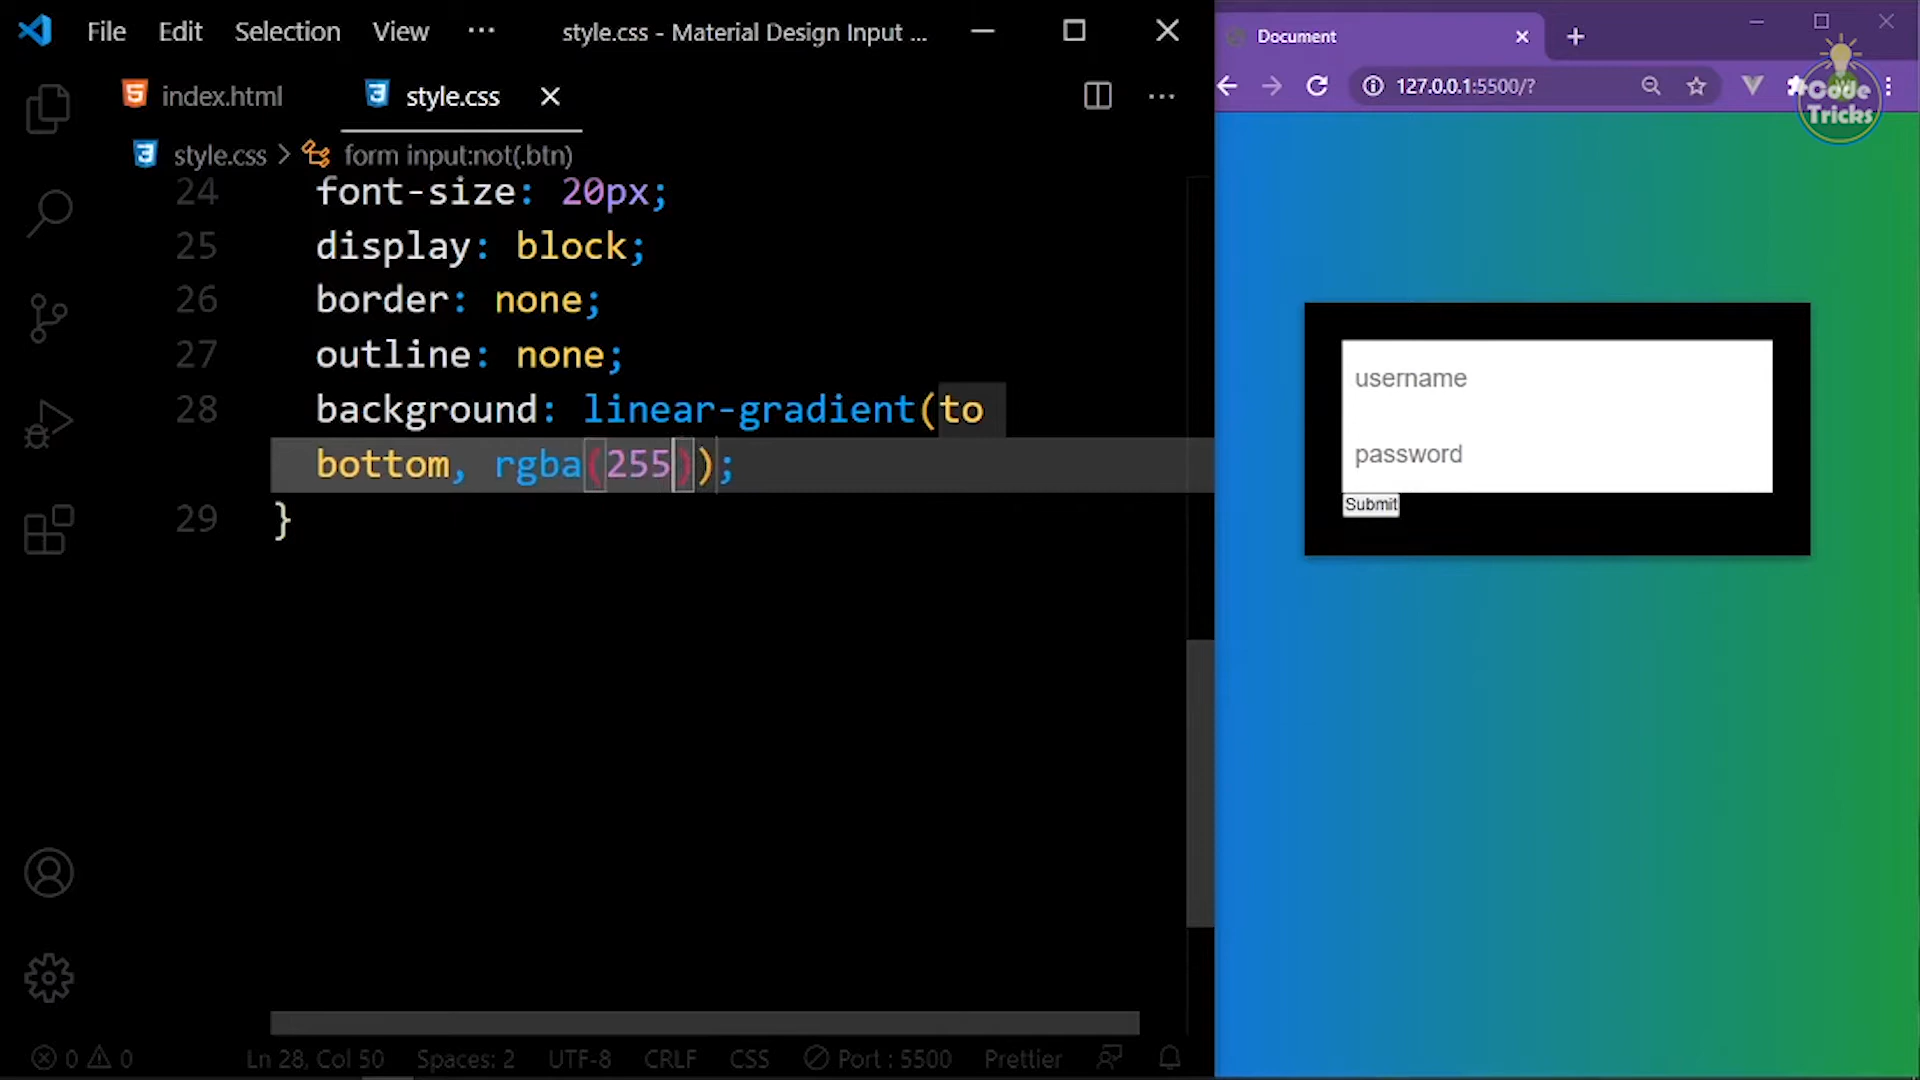 File Edit Selection View ... style.css - Material Design Input ...
index.html style.css
style.css > form input:not(.btn)
24 font-size: 20px;
25 display: block;
26 border: none;
27 outline: none;
28 background: linear-gradient(to
bottom, rgba(255));
29 }
0 0 Ln 28, Col 50 Spaces: 2 UTF-8 CRLF CSS Port : 5500 Prettier
Document
127.0.0.1:5500/?
Code
Tricks
username
password
Submit